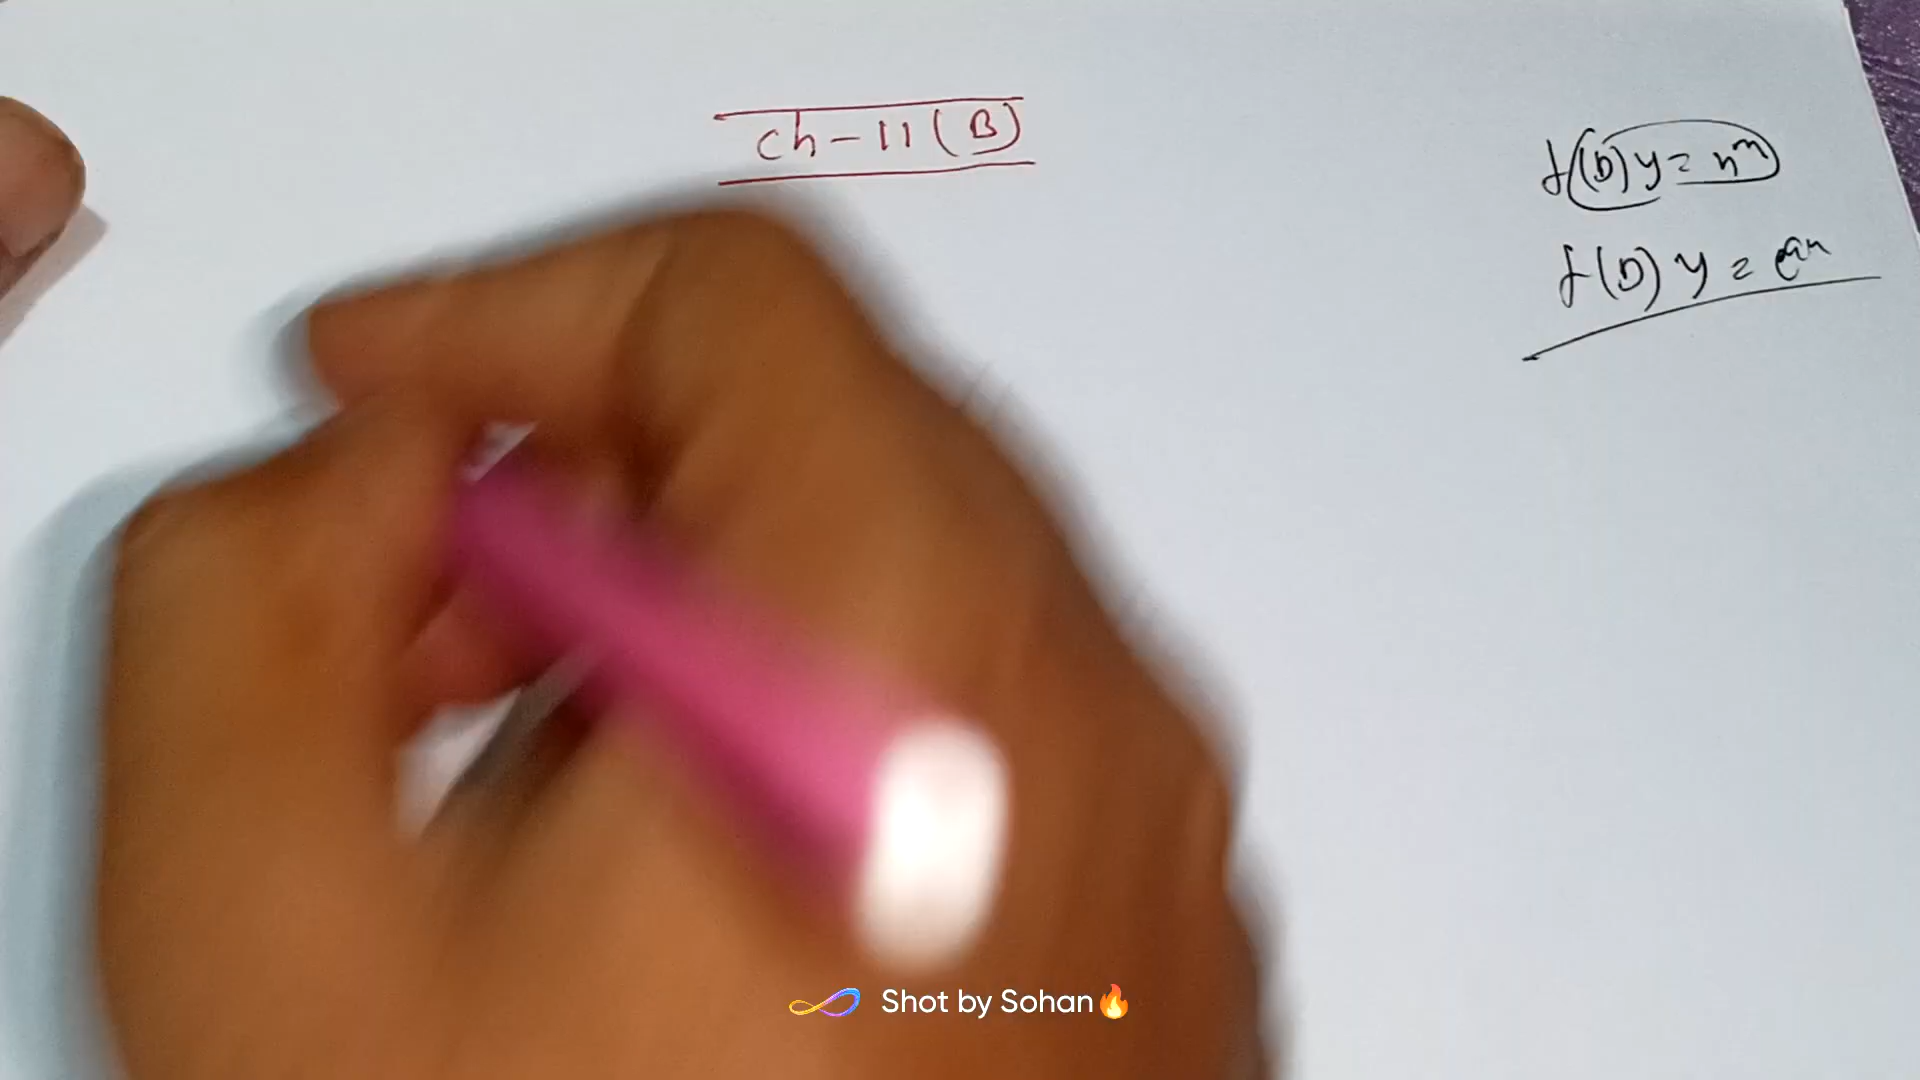 ch-11(B)
f(D)y = x^m
f(D)y = e^ax
Shot by Sohan🔥